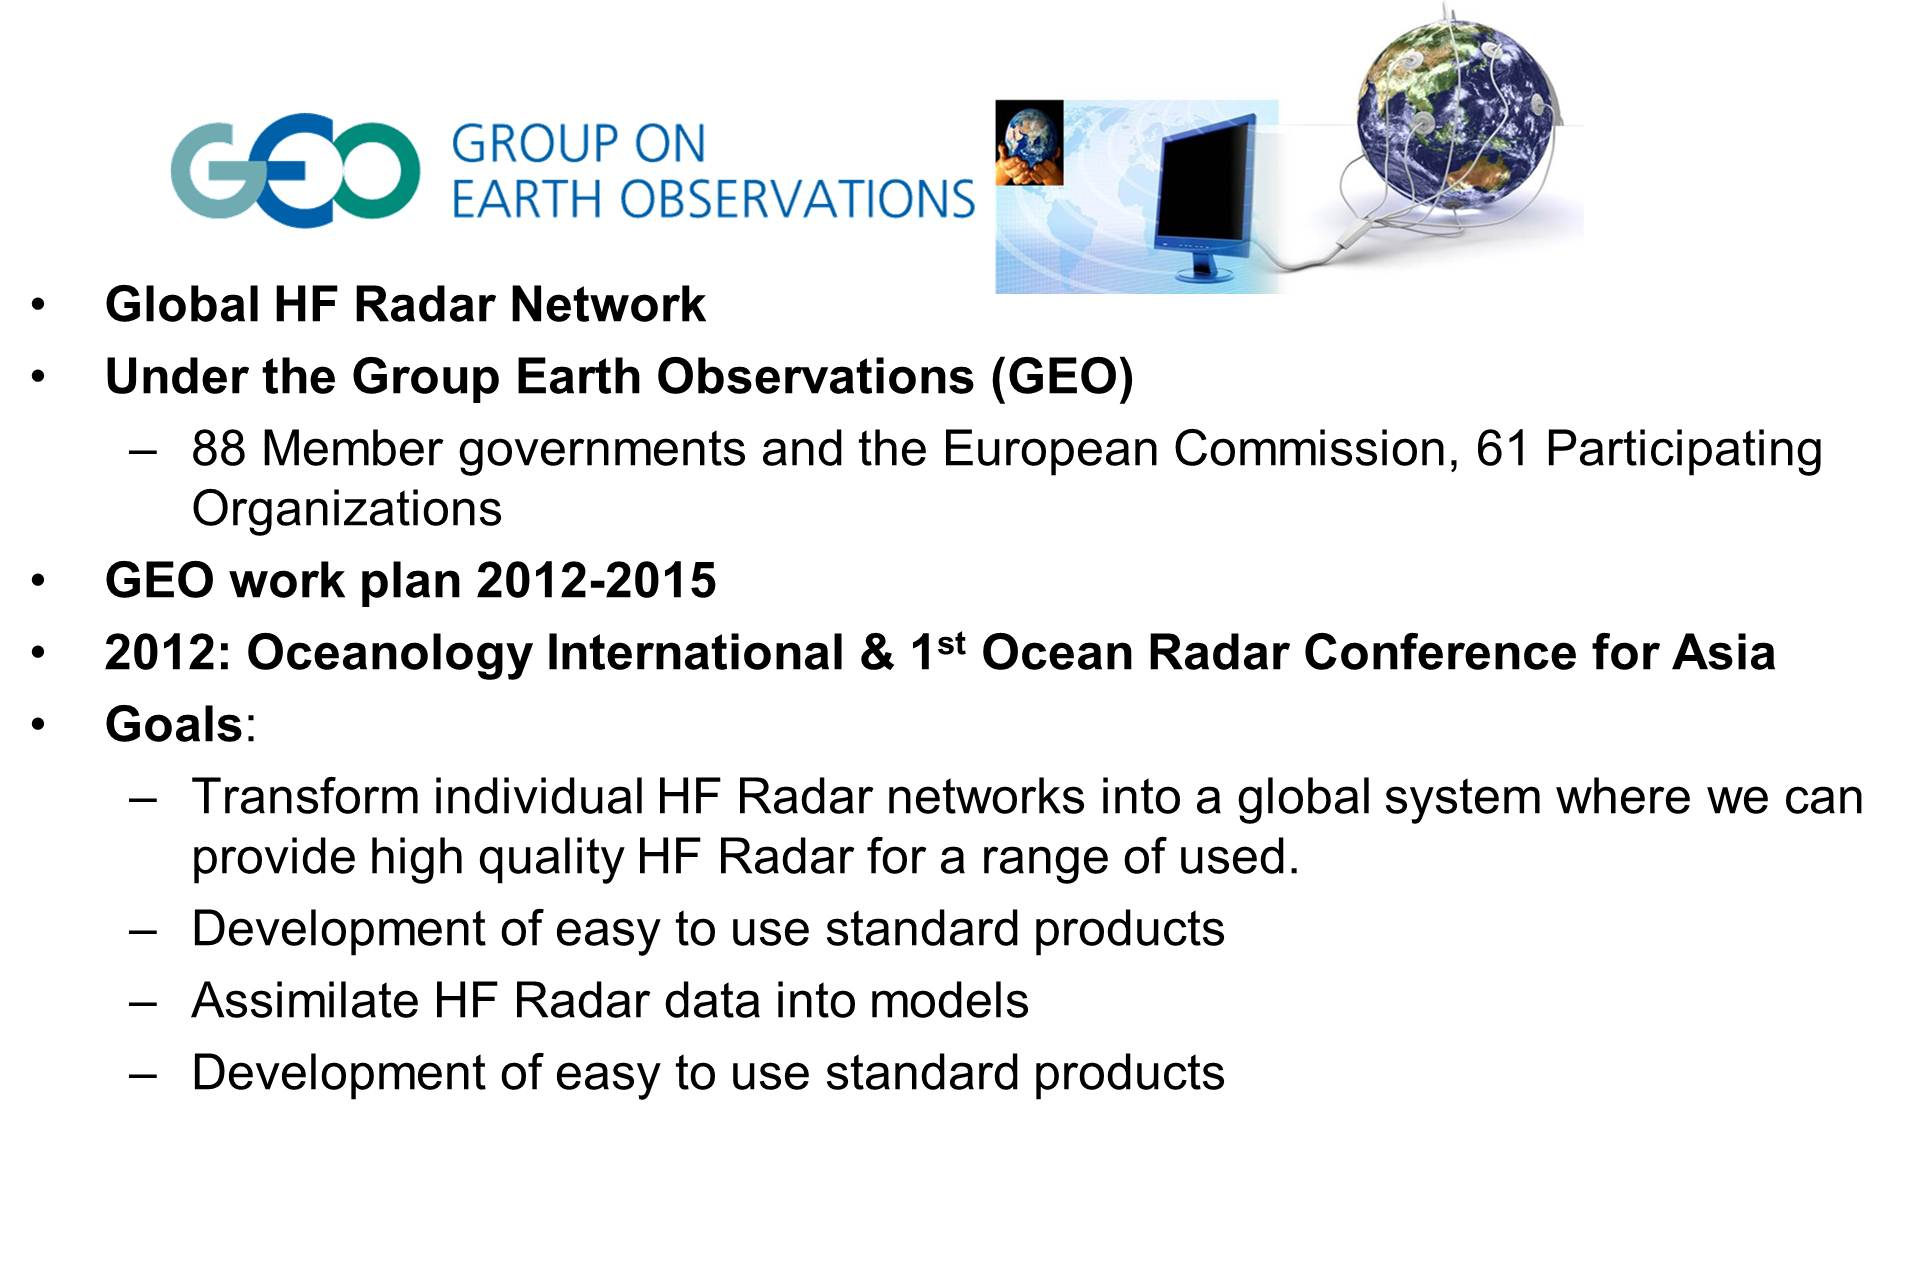 GEO GROUP ON
EARTH OBSERVATIONS
• Global HF Radar Network
• Under the Group Earth Observations (GEO)
– 88 Member governments and the European Commission, 61 Participating
Organizations
• GEO work plan 2012-2015
• 2012: Oceanology International & 1st Ocean Radar Conference for Asia
• Goals:
– Transform individual HF Radar networks into a global system where we can
provide high quality HF Radar for a range of used.
– Development of easy to use standard products
– Assimilate HF Radar data into models
– Development of easy to use standard products